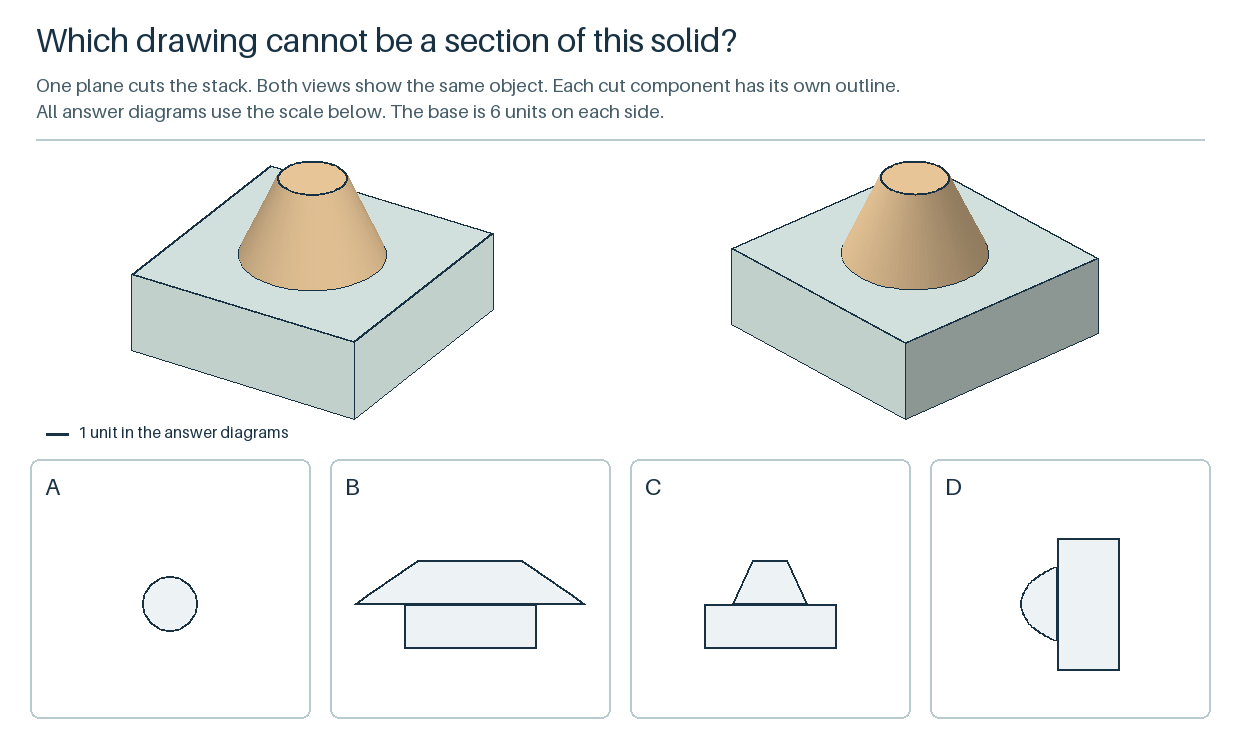 Which drawing cannot be a section of this solid?
One plane cuts the stack. Both views show the same object. Each cut component has its own outline.
All answer diagrams use the scale below. The base is 6 units on each side.
1 unit in the answer diagrams
A
B
C
D